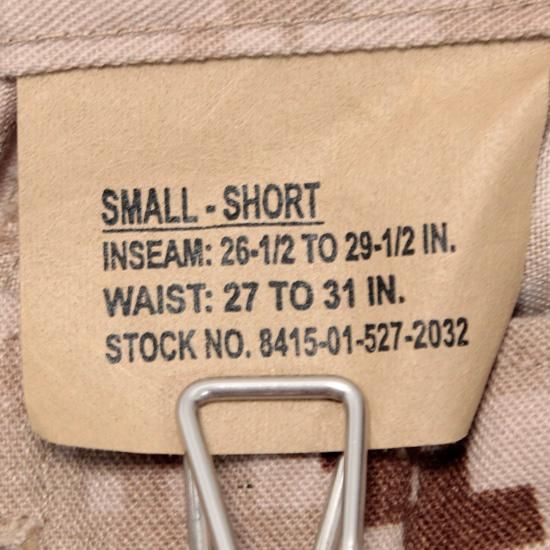 SMALL - SHORT
INSEAM: 26-1/2 TO 29-1/2 IN.
WAIST: 27 TO 31 IN.
STOCK NO. 8415-01-527-2032